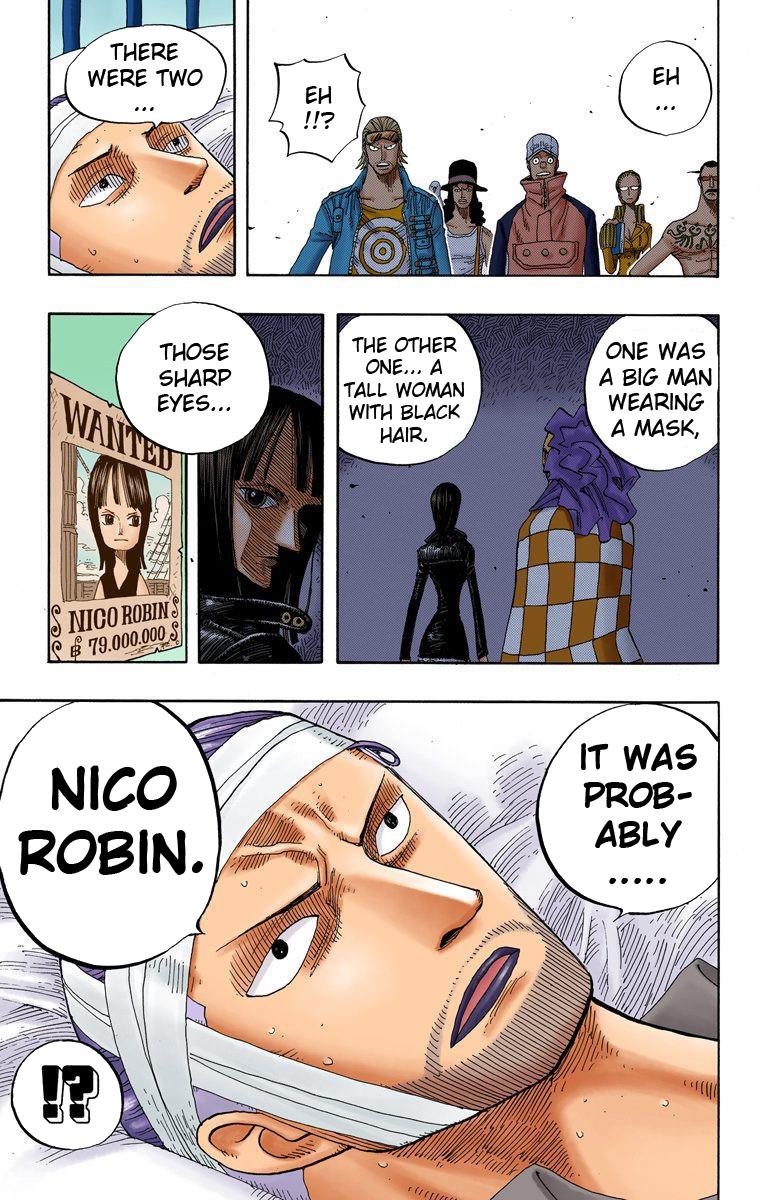 EH
...
EH
!!?
THERE
WERE TWO
...
ONE WAS
A BIG MAN
WEARING
A MASK,
THE OTHER
ONE... A
TALL WOMAN
WITH BLACK
HAIR.
THOSE
SHARP
EYES...
WANTED
NICO ROBIN
฿ 79.000.000
IT WAS
PROB-
ABLY
.....
NICO
ROBIN.
!?